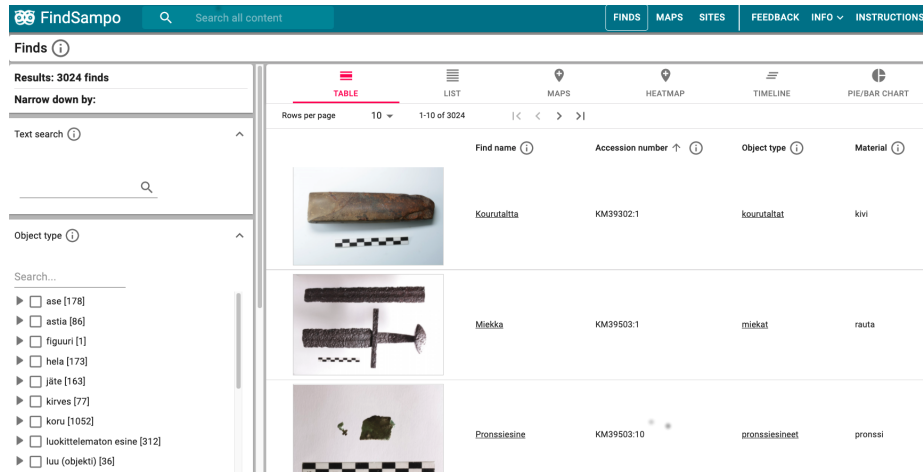 FindSampo Search all content FINDS MAPS SITES FEEDBACK INFO INSTRUCTIONS
Finds
Results: 3024 finds
Narrow down by:
Text search
Object type
Search...
ase [178]
astia [86]
figuuri [1]
hela [173]
jäte [163]
kirves [77]
koru [1052]
luokittelematon esine [312]
luu (objekti) [36]
TABLE LIST MAPS HEATMAP TIMELINE PIE/BAR CHART
Rows per page 10 1-10 of 3024
Find name Accession number Object type Material
Kourutaltta KM39302:1 kourutaltat kivi
Miekka KM39503:1 miekat rauta
Pronssiesine KM39503:10 pronssiesineet pronssi